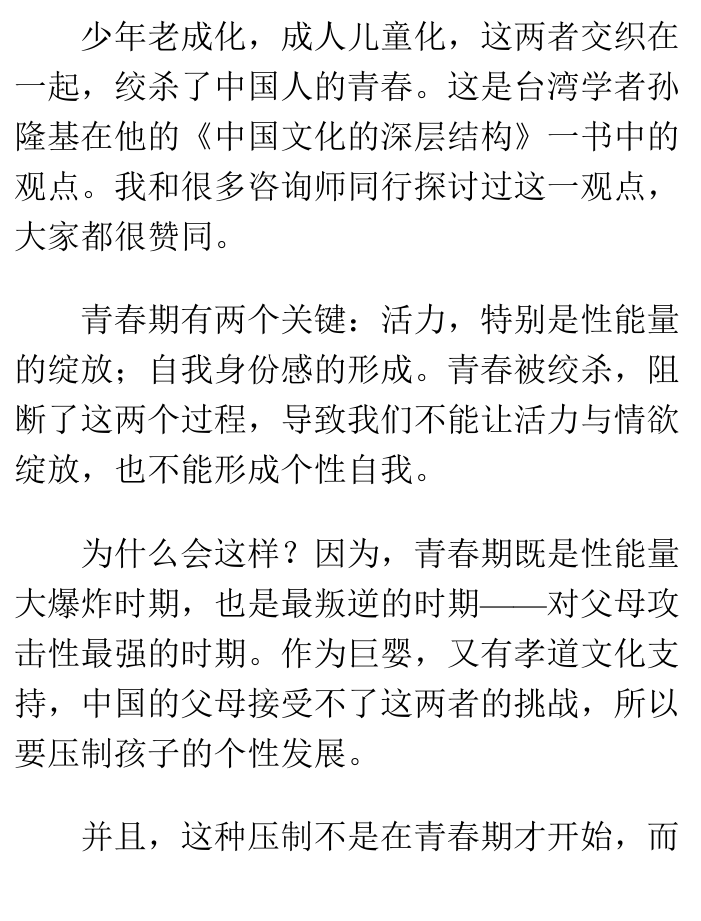 少年老成化，成人儿童化，这两者交织在
一起，绞杀了中国人的青春。这是台湾学者孙
隆基在他的《中国文化的深层结构》一书中的
观点。我和很多咨询师同行探讨过这一观点，
大家都很赞同。
青春期有两个关键：活力，特别是性能量
的绽放；自我身份感的形成。青春被绞杀，阻
断了这两个过程，导致我们不能让活力与情欲
绽放，也不能形成个性自我。
为什么会这样？因为，青春期既是性能量
大爆炸时期，也是最叛逆的时期——对父母攻
击性最强的时期。作为巨婴，又有孝道文化支
持，中国的父母接受不了这两者的挑战，所以
要压制孩子的个性发展。
并且，这种压制不是在青春期才开始，而